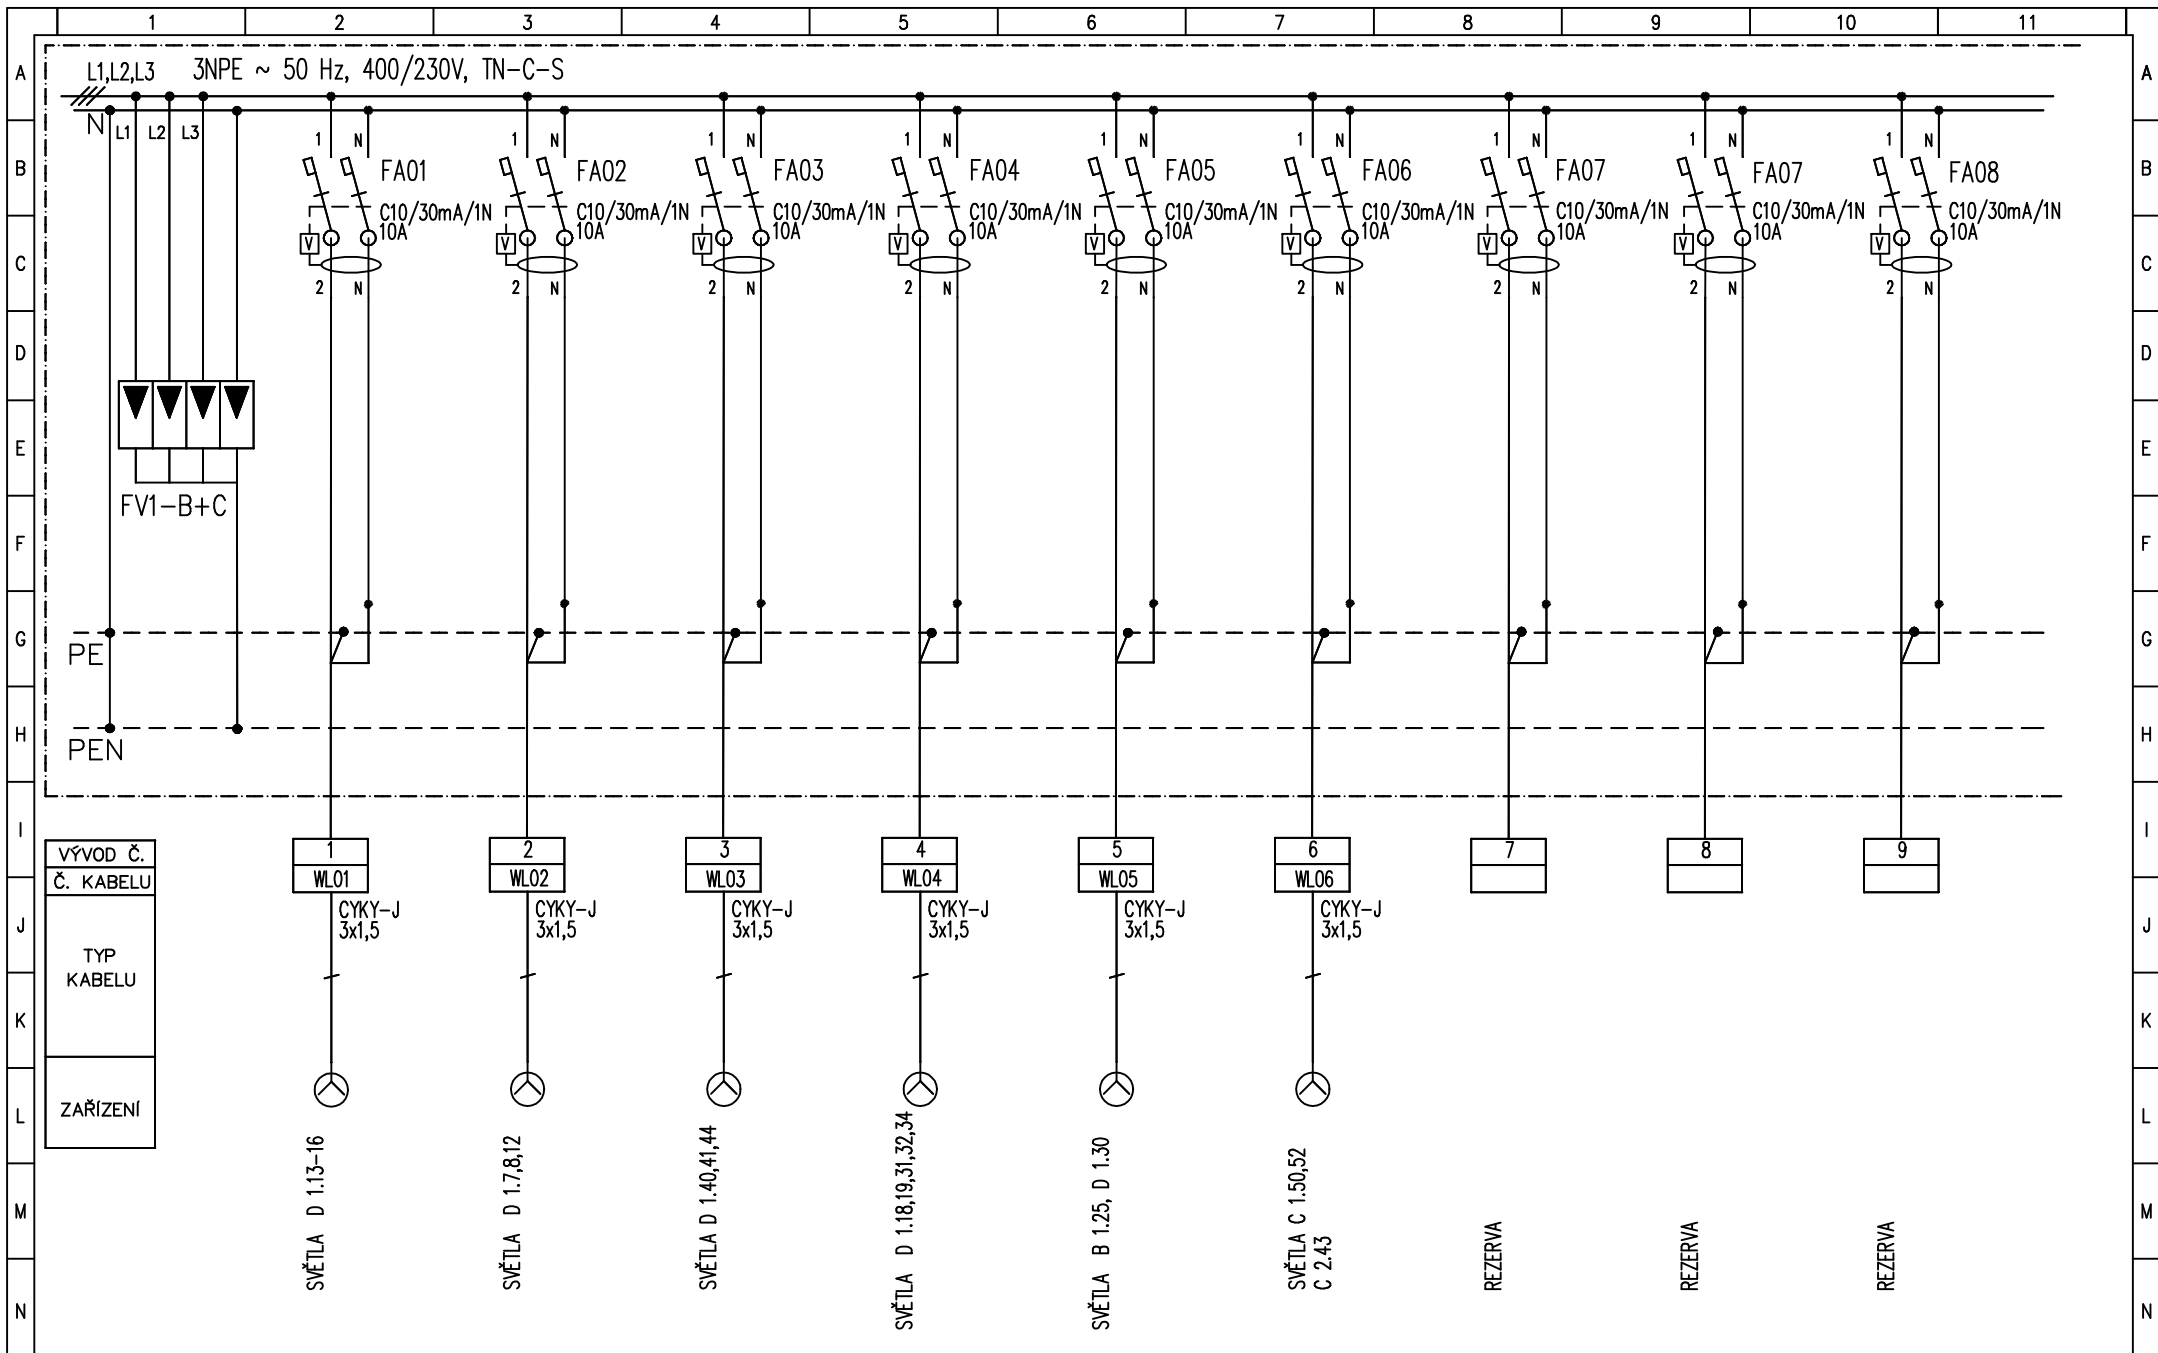 1 2 3 4 5 6 7 8 9 10 11
A L1,L2,L3 3NPE ~ 50 Hz, 400/230V, TN-C-S A
N L1 L2 L3
1 N 1 N 1 N 1 N 1 N 1 N 1 N 1 N 1 N
B FA01 FA02 FA03 FA04 FA05 FA06 FA07 FA07 FA08 B
C10/30mA/1N C10/30mA/1N C10/30mA/1N C10/30mA/1N C10/30mA/1N C10/30mA/1N C10/30mA/1N C10/30mA/1N C10/30mA/1N
10A 10A 10A 10A 10A 10A 10A 10A 10A
V V V V V V V V V
C C
2 N 2 N 2 N 2 N 2 N 2 N 2 N 2 N 2 N
D D
E E
FV1-B+C
F F
G G
PE
H H
PEN
I I
VÝVOD Č. 1 2 3 4 5 6 7 8 9
Č. KABELU WL01 WL02 WL03 WL04 WL05 WL06
CYKY-J CYKY-J CYKY-J CYKY-J CYKY-J CYKY-J
J 3x1,5 3x1,5 3x1,5 3x1,5 3x1,5 3x1,5 J
TYP
KABELU
K K
L ZAŘÍZENÍ L
SVĚTLA D 1.13-16
SVĚTLA D 1.7,8,12
SVĚTLA D 1.40,41,44
SVĚTLA D 1.18,19,31,32,34
SVĚTLA B 1.25, D 1.30
SVĚTLA C 1.50,52
C 2.43
REZERVA
REZERVA
REZERVA
M M
N N